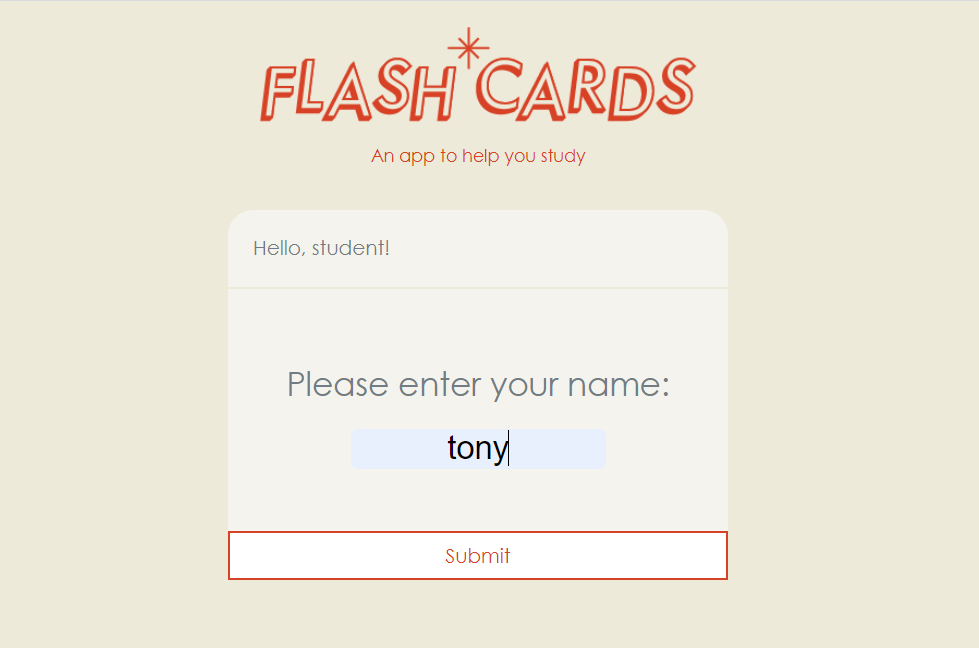 FLASH CARDS
An app to help you study
Hello, student!
Please enter your name:
tony
Submit